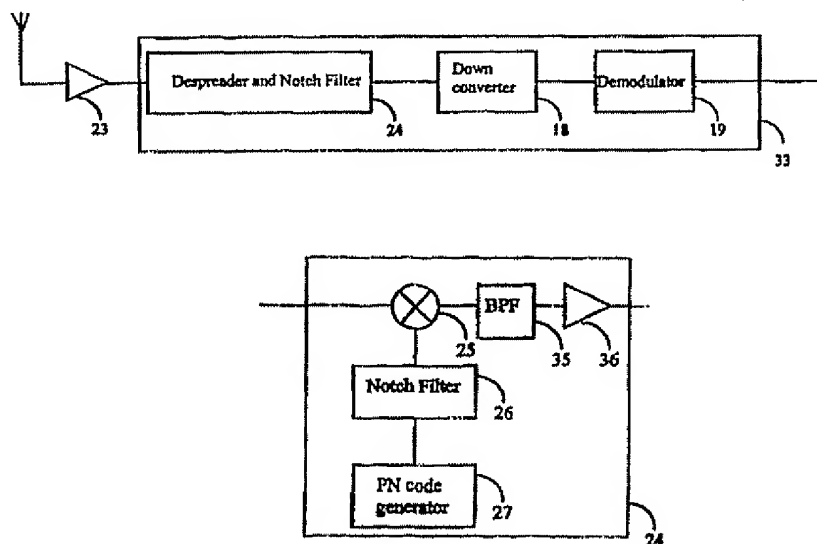 Despreader and Notch Filter
Down
converter
Demodulator
23
24
18
19
33
BPF
25
35
36
Notch Filter
26
PN code
generator
27
24